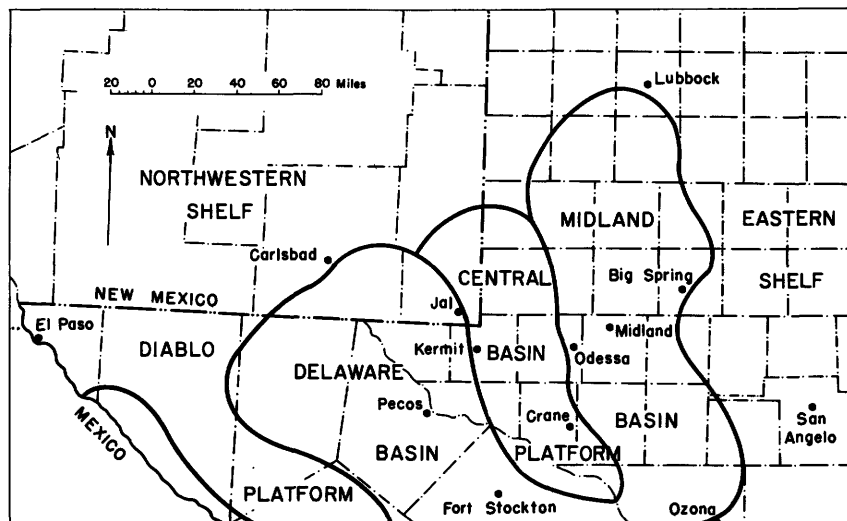 Lubbock
20 0 20 40 60 80 Miles
N
NORTHWESTERN
SHELF
MIDLAND
EASTERN
Carlsbad
CENTRAL
Big Spring
SHELF
NEW MEXICO
Jal
El Paso
Midland
DIABLO
Kermit
BASIN
Odessa
DELAWARE
Pecos
Crane
BASIN
San
Angelo
MEXICO
BASIN
PLATFORM
PLATFORM
Fort Stockton
Ozona